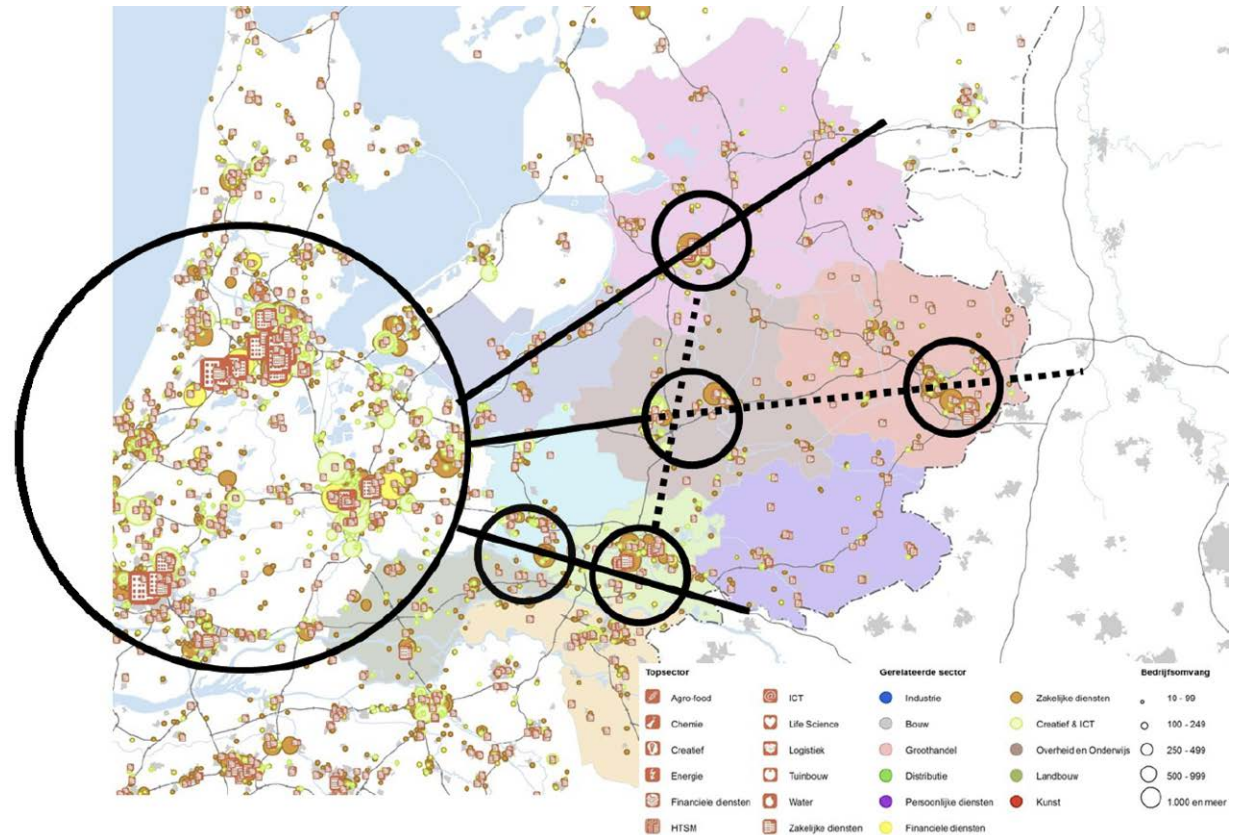 Topsector
Agro-food
Chemie
Creatief
Energie
Financiele diensten
HTSM
ICT
Life Science
Logistiek
Tuinbouw
Water
Zakelijke diensten
Gerelateerde sector
Industrie
Bouw
Groothandel
Distributie
Persoonlijke diensten
Financiele diensten
Zakelijke diensten
Creatief & ICT
Overheid en Onderwijs
Landbouw
Kunst
Bedrijfsomvang
10 - 99
100 - 249
250 - 499
500 - 999
1.000 en meer